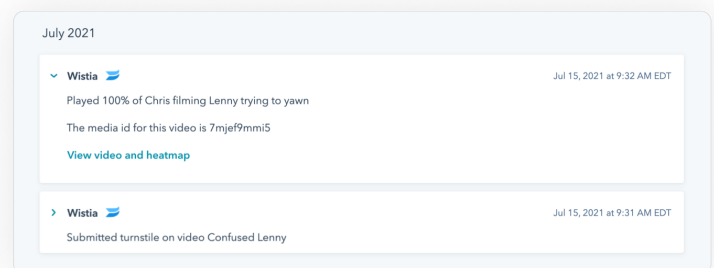 July 2021
Wistia
Jul 15, 2021 at 9:32 AM EDT
Played 100% of Chris filming Lenny trying to yawn
The media id for this video is 7mjef9mmi5
View video and heatmap
Wistia
Jul 15, 2021 at 9:31 AM EDT
Submitted turnstile on video Confused Lenny